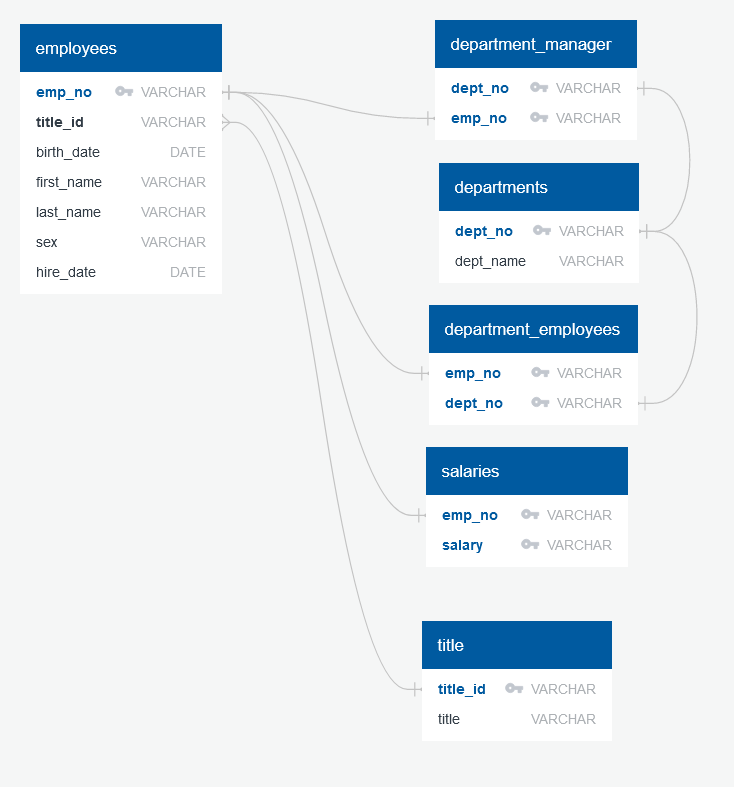 employees
emp_no VARCHAR
title_id VARCHAR
birth_date DATE
first_name VARCHAR
last_name VARCHAR
sex VARCHAR
hire_date DATE
department_manager
dept_no VARCHAR
emp_no VARCHAR
departments
dept_no VARCHAR
dept_name VARCHAR
department_employees
emp_no VARCHAR
dept_no VARCHAR
salaries
emp_no VARCHAR
salary VARCHAR
title
title_id VARCHAR
title VARCHAR